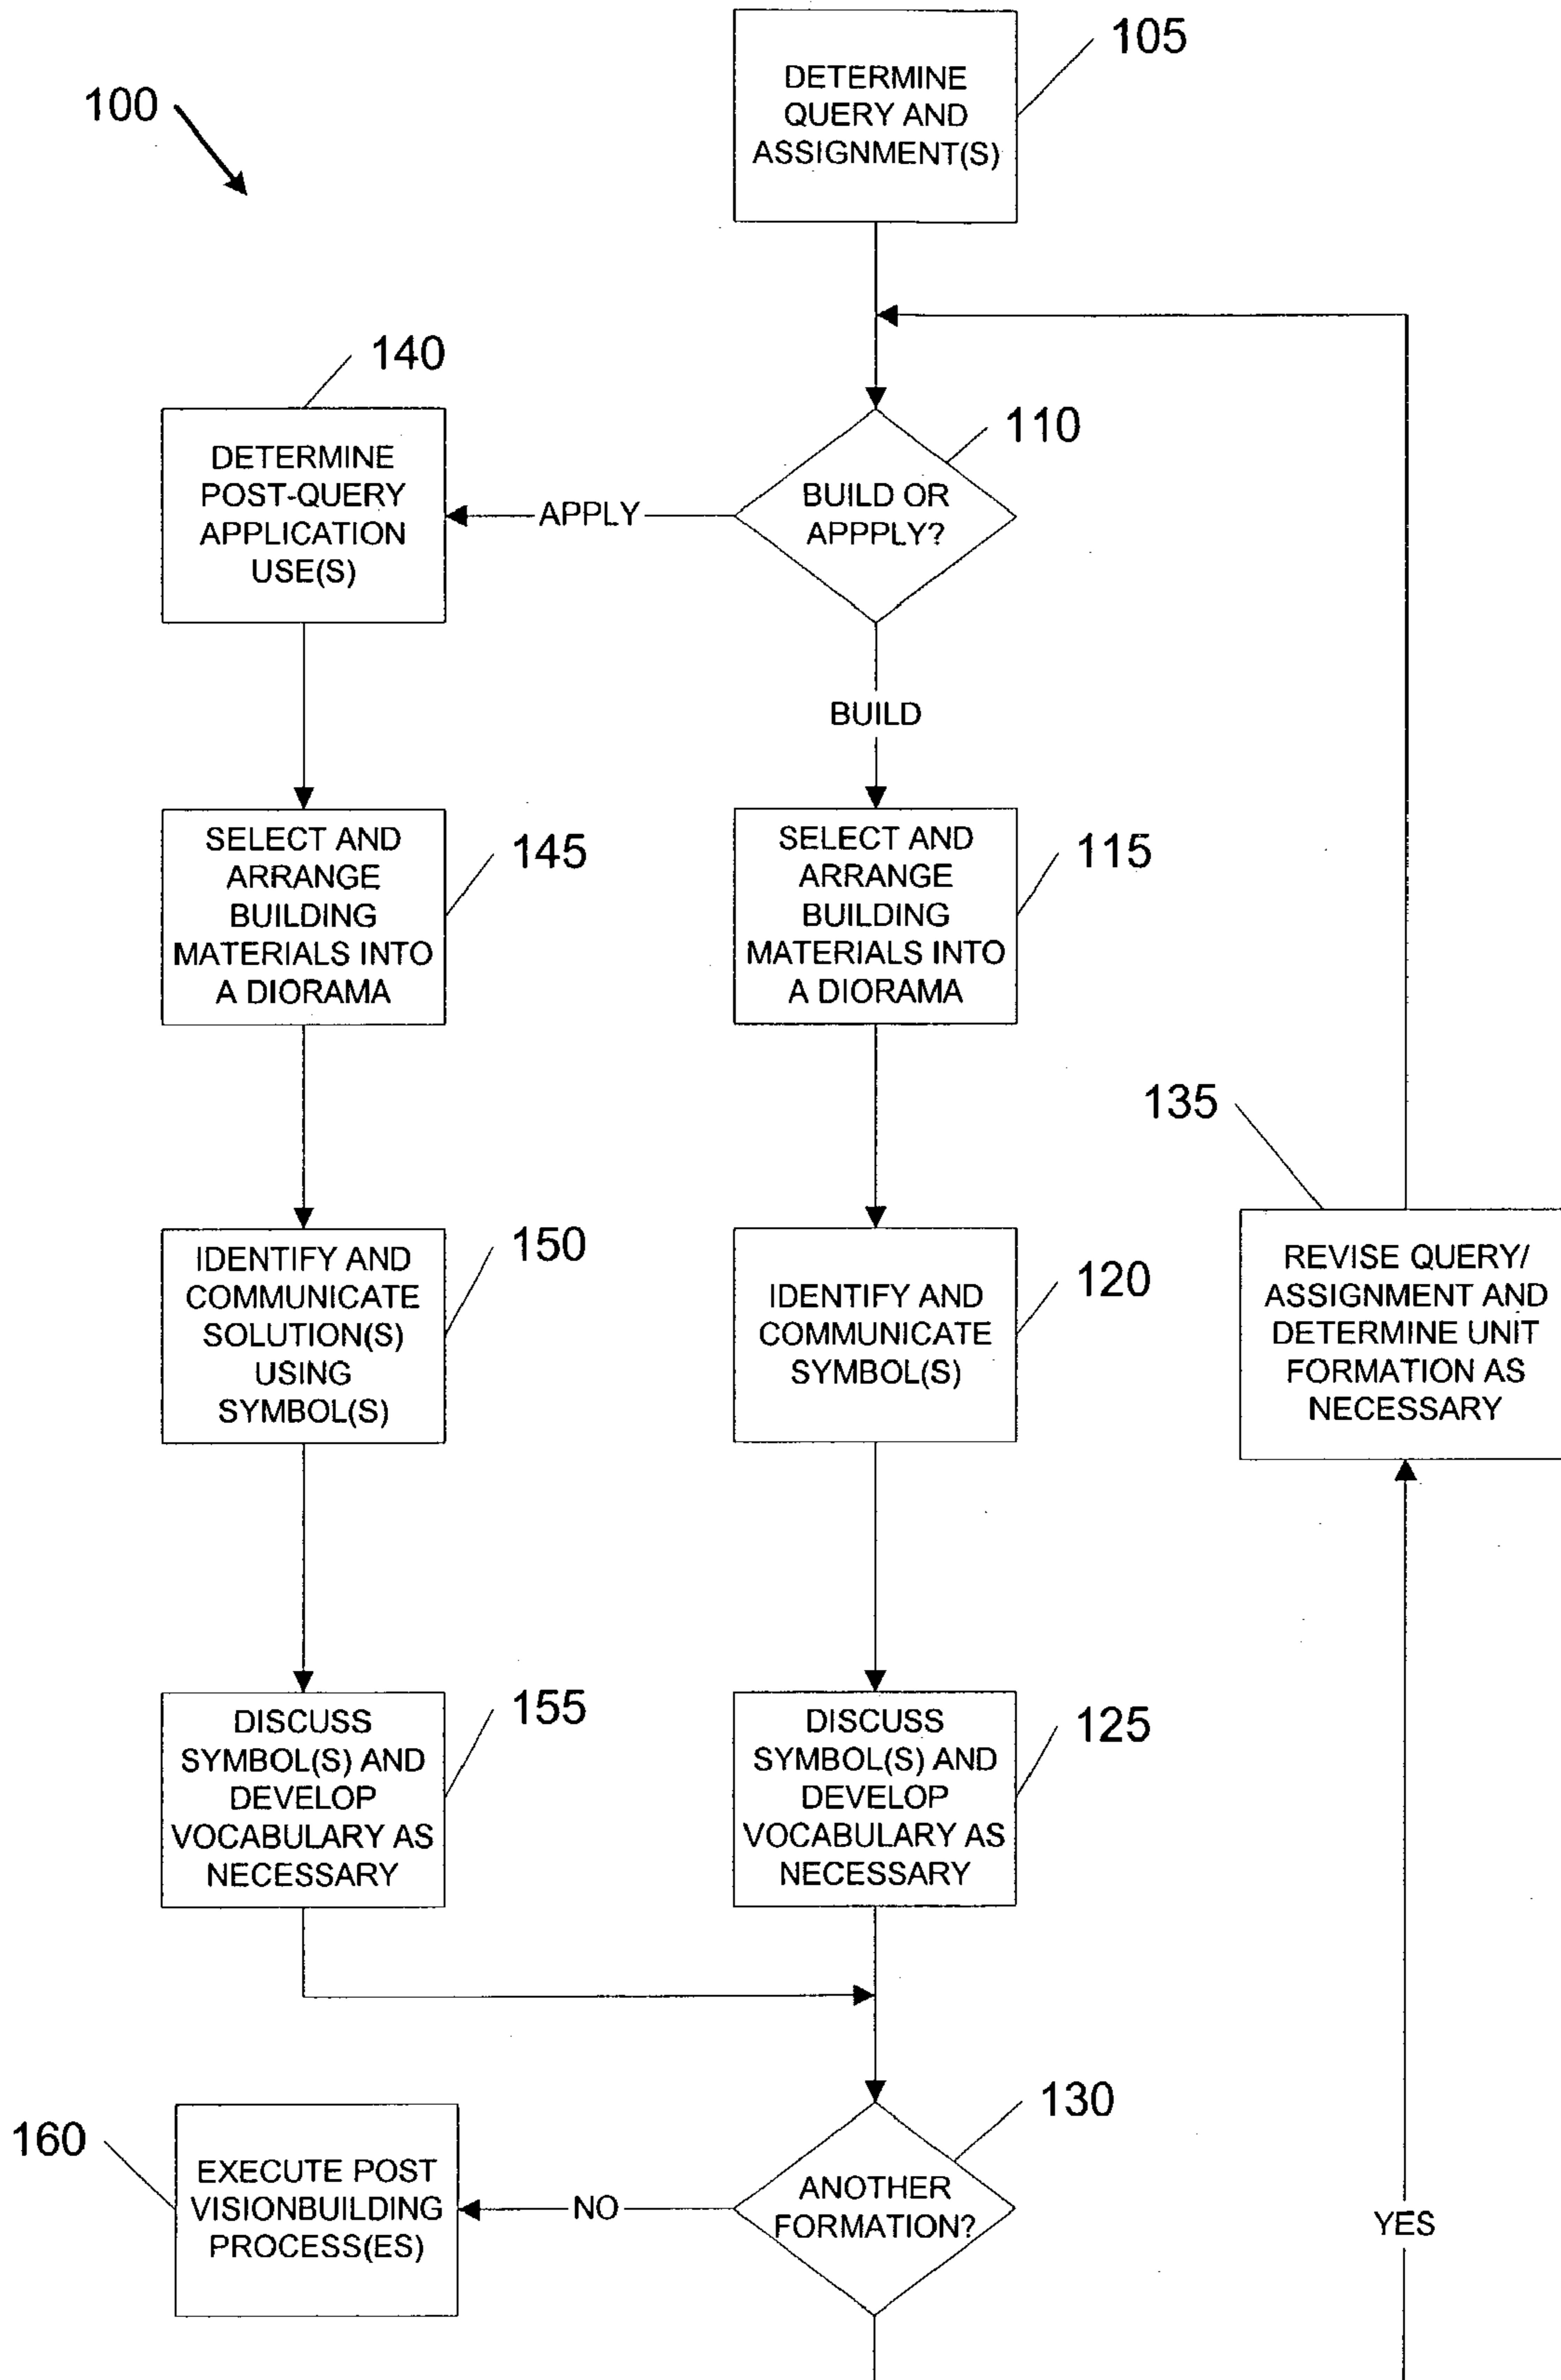 100
105
DETERMINE
QUERY AND
ASSIGNMENT(S)
140
DETERMINE
POST-QUERY
APPLICATION
USE(S)
APPLY
110
BUILD OR
APPPLY?
BUILD
SELECT AND
ARRANGE
BUILDING
MATERIALS INTO
A DIORAMA
145
SELECT AND
ARRANGE
BUILDING
MATERIALS INTO
A DIORAMA
115
135
IDENTIFY AND
COMMUNICATE
SOLUTION(S)
USING
SYMBOL(S)
150
IDENTIFY AND
COMMUNICATE
SYMBOL(S)
120
REVISE QUERY/
ASSIGNMENT AND
DETERMINE UNIT
FORMATION AS
NECESSARY
DISCUSS
SYMBOL(S) AND
DEVELOP
VOCABULARY AS
NECESSARY
155
DISCUSS
SYMBOL(S) AND
DEVELOP
VOCABULARY AS
NECESSARY
125
160
EXECUTE POST
VISIONBUILDING
PROCESS(ES)
NO
130
ANOTHER
FORMATION?
YES